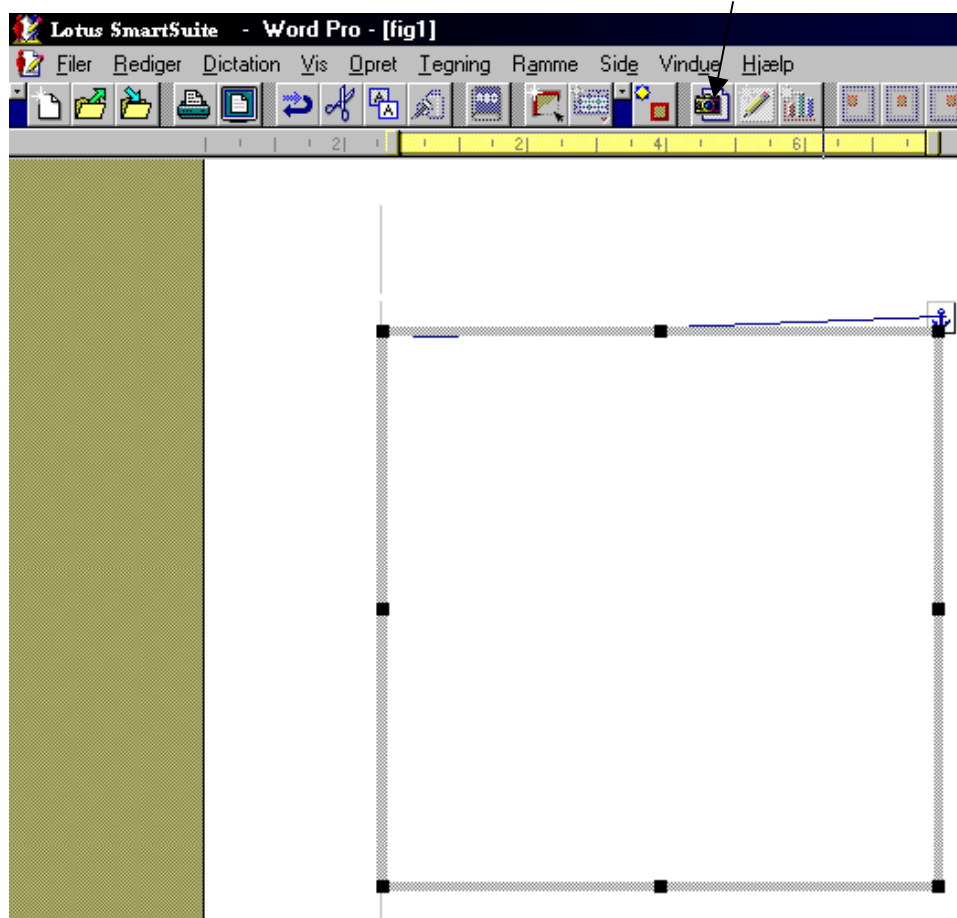 Lotus SmartSuite - Word Pro - [fig1]
Filer Rediger Dictation Vis Opret Tegning Ramme Side Vindue Hjælp
2 2 4 6